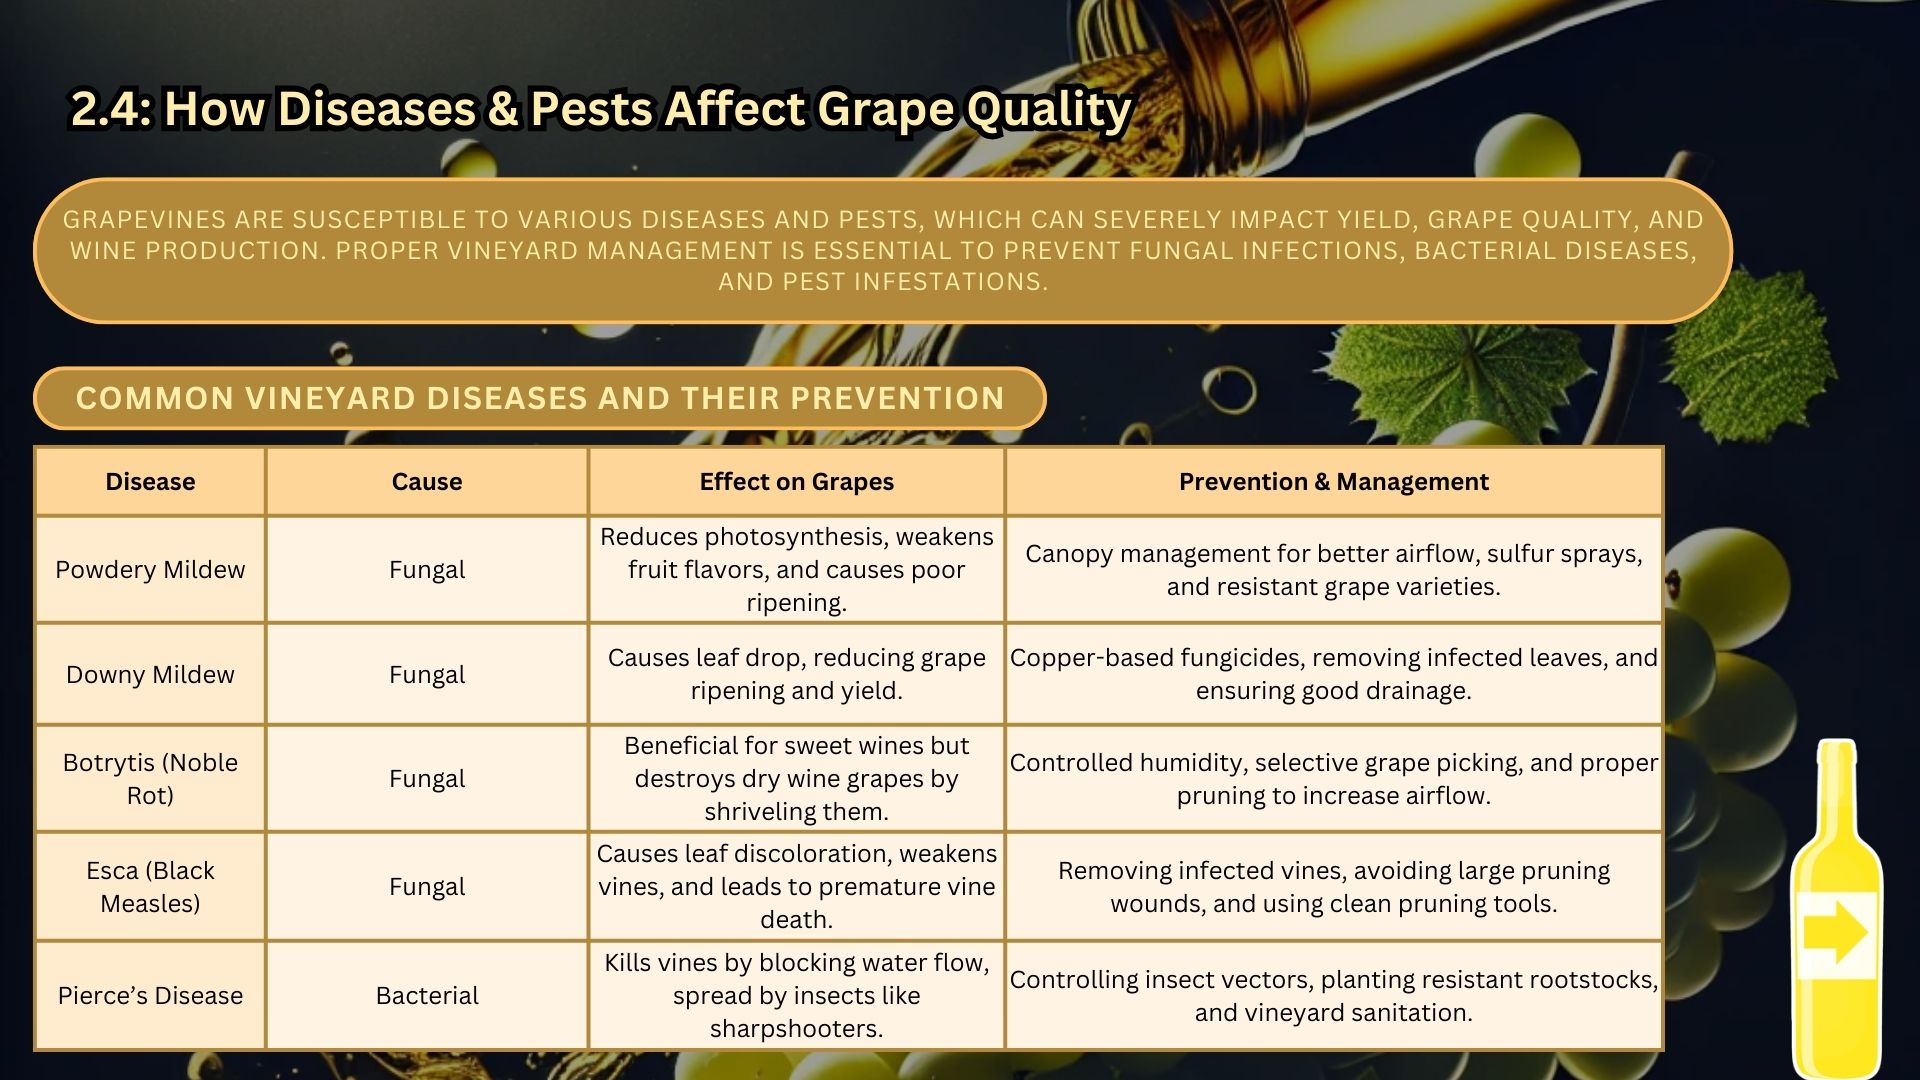 2.4: How Diseases & Pests Affect Grape Quality
GRAPEVINES ARE SUSCEPTIBLE TO VARIOUS DISEASES AND PESTS, WHICH CAN SEVERELY IMPACT YIELD, GRAPE QUALITY, AND
WINE PRODUCTION. PROPER VINEYARD MANAGEMENT IS ESSENTIAL TO PREVENT FUNGAL INFECTIONS, BACTERIAL DISEASES,
AND PEST INFESTATIONS.
COMMON VINEYARD DISEASES AND THEIR PREVENTION
Disease
Cause
Effect on Grapes
Prevention & Management
Powdery Mildew
Fungal
Reduces photosynthesis, weakens
fruit flavors, and causes poor
ripening.
Canopy management for better airflow, sulfur sprays,
and resistant grape varieties.
Downy Mildew
Fungal
Causes leaf drop, reducing grape
ripening and yield.
Copper-based fungicides, removing infected leaves, and
ensuring good drainage.
Botrytis (Noble
Rot)
Fungal
Beneficial for sweet wines but
destroys dry wine grapes by
shriveling them.
Controlled humidity, selective grape picking, and proper
pruning to increase airflow.
Esca (Black
Measles)
Fungal
Causes leaf discoloration, weakens
vines, and leads to premature vine
death.
Removing infected vines, avoiding large pruning
wounds, and using clean pruning tools.
Pierce’s Disease
Bacterial
Kills vines by blocking water flow,
spread by insects like
sharpshooters.
Controlling insect vectors, planting resistant rootstocks,
and vineyard sanitation.